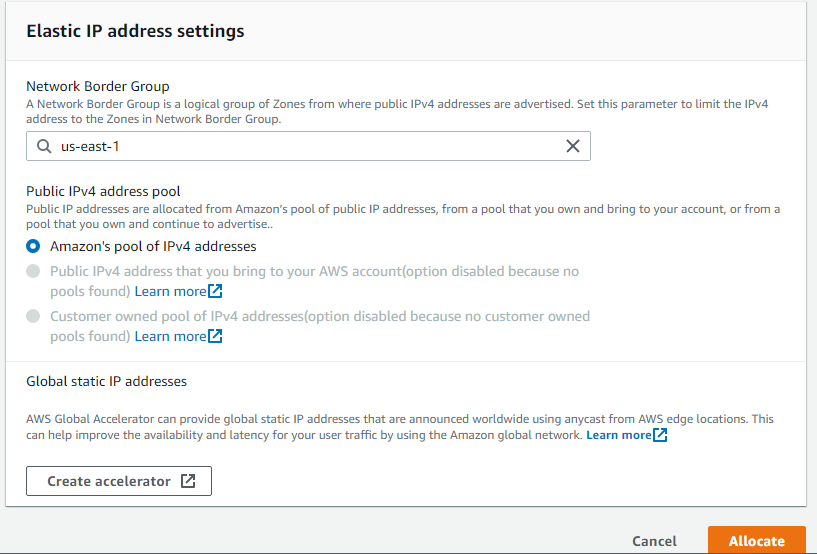 Elastic IP address settings
Network Border Group
A Network Border Group is a logical group of Zones from where public IPv4 addresses are advertised. Set this parameter to limit the IPv4
address to the Zones in Network Border Group.
us-east-1
Public IPv4 address pool
Public IP addresses are allocated from Amazon's pool of public IP addresses, from a pool that you own and bring to your account, or from a
pool that you own and continue to advertise..
Amazon's pool of IPv4 addresses
Public IPv4 address that you bring to your AWS account(option disabled because no
pools found) Learn more
Customer owned pool of IPv4 addresses(option disabled because no customer owned
pools found) Learn more
Global static IP addresses
AWS Global Accelerator can provide global static IP addresses that are announced worldwide using anycast from AWS edge locations. This
can help improve the availability and latency for your user traffic by using the Amazon global network. Learn more
Create accelerator
Cancel Allocate